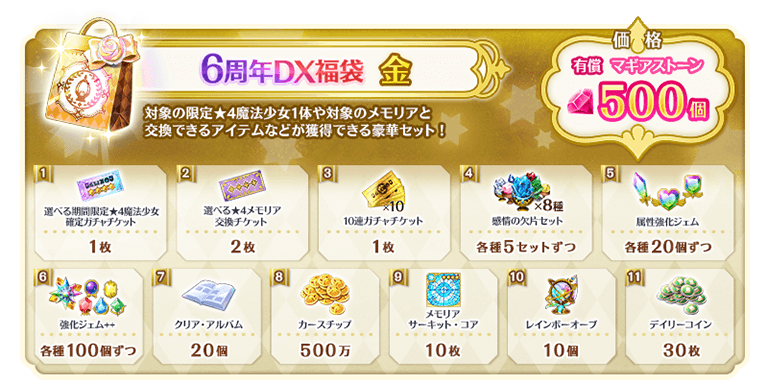 6周年DX福袋 金
価格
有償 マギアストーン
500個
対象の限定★4魔法少女1体や対象のメモリアと
交換できるアイテムなどが獲得できる豪華セット！
1
選べる期間限定★4魔法少女
確定ガチャチケット
1枚
2
選べる★4メモリア
交換チケット
2枚
3
×10
10連ガチャチケット
1枚
4
×8種
感情の欠片セット
各種5セットずつ
5
属性強化ジェム
各種20個ずつ
6
強化ジェム++
各種100個ずつ
7
クリア・アルバム
20個
8
カースチップ
500万
9
メモリア
サーキット・コア
10枚
10
レインボーオーブ
10個
11
デイリーコイン
30枚